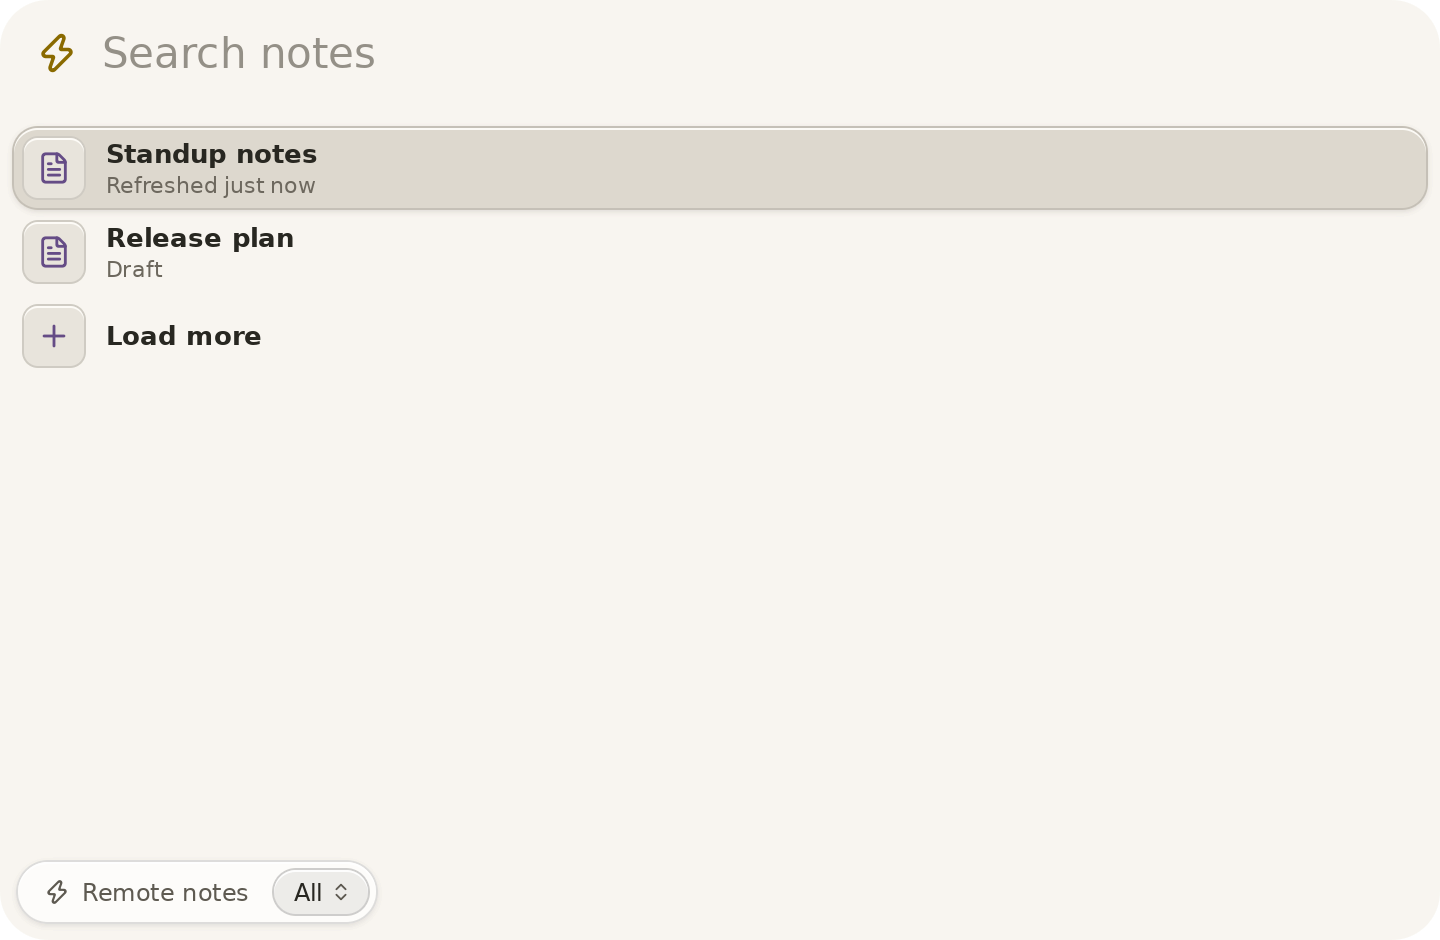 Search notes
Standup notes
Refreshed just now
Release plan
Draft
Load more
Remote notes
All